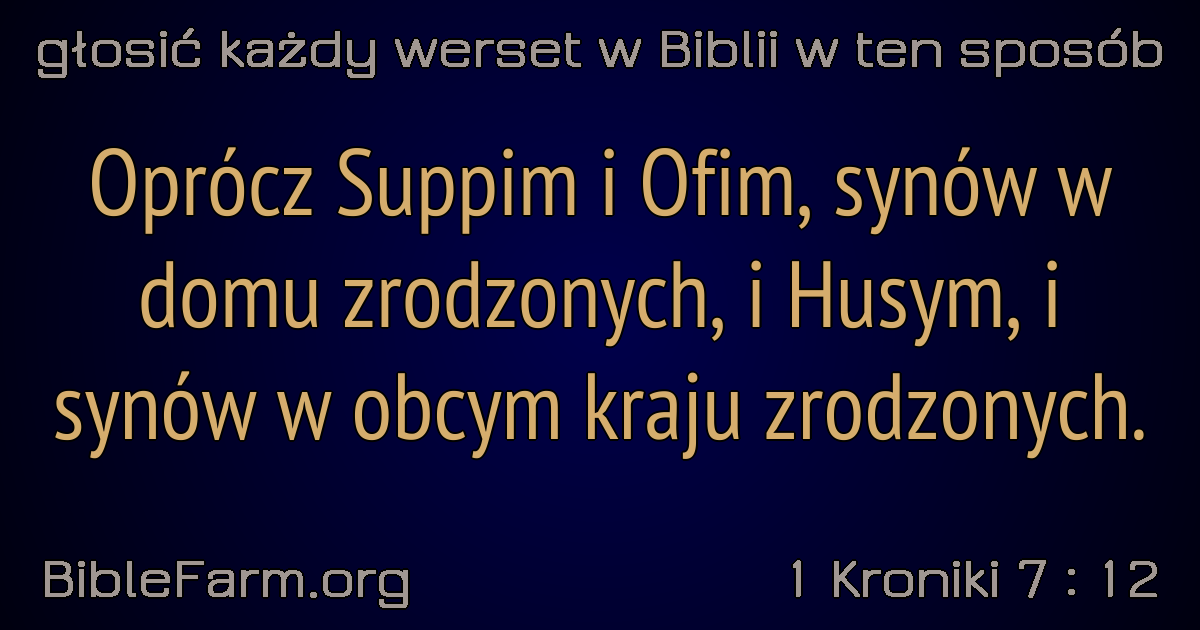 głosić każdy werset w Biblii w ten sposób
Oprócz Suppim i Ofim, synów w
domu zrodzonych, i Husym, i
synów w obcym kraju zrodzonych.
BibleFarm.org
1 Kroniki 7 : 12